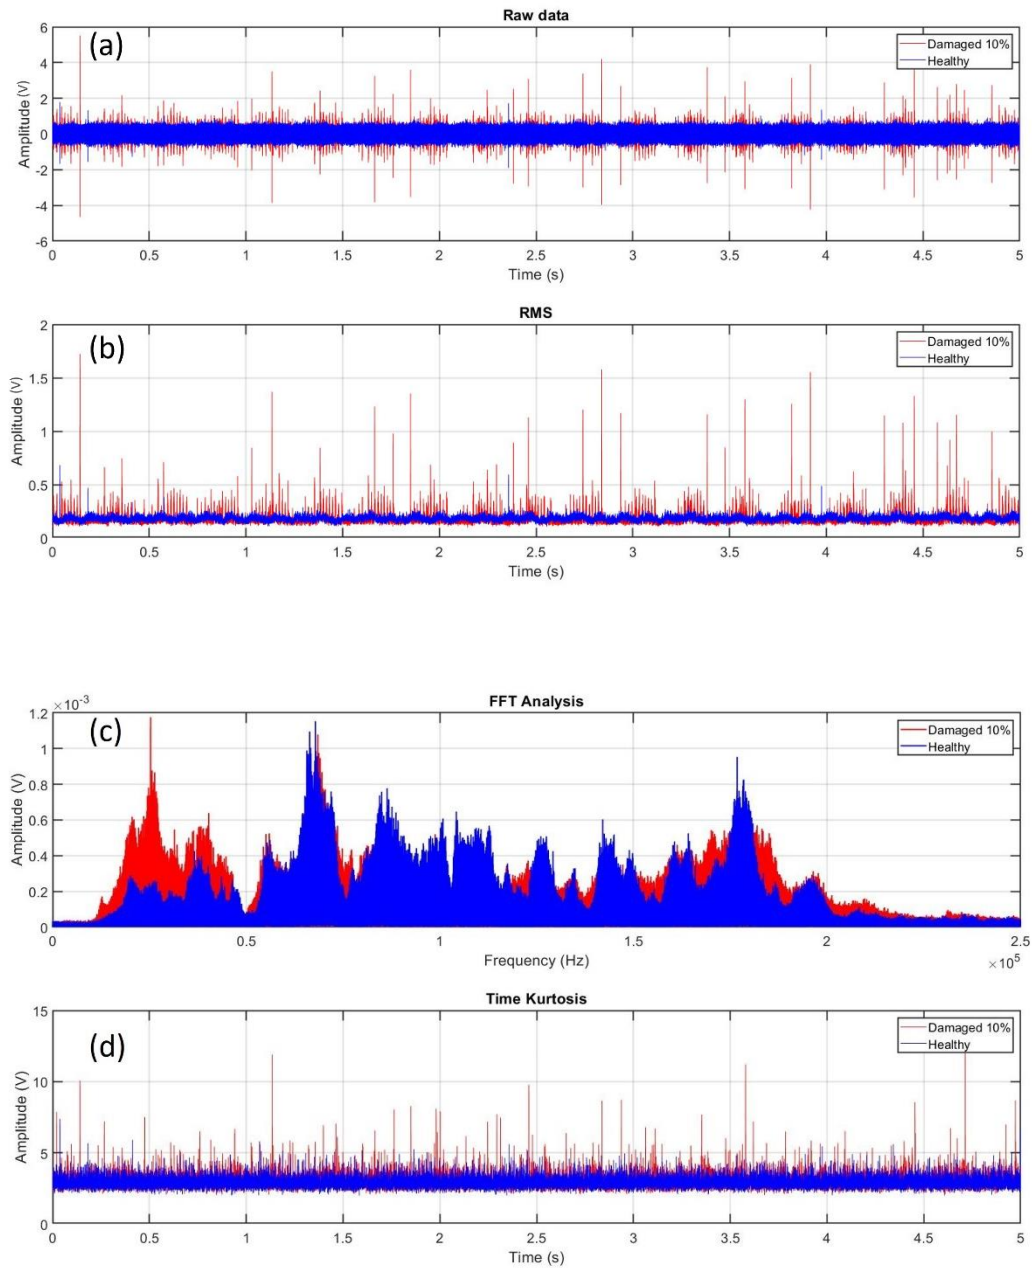 Raw data
(a)
Damaged 10%
Healthy
Amplitude (V)
6
4
2
0
-2
-4
-6
0 0.5 1 1.5 2 2.5 3 3.5 4 4.5 5
Time (s)
RMS
(b)
Damaged 10%
Healthy
Amplitude (V)
2
1.5
1
0.5
0
0 0.5 1 1.5 2 2.5 3 3.5 4 4.5 5
Time (s)
×10⁻³
FFT Analysis
(c)
Damaged 10%
Healthy
Amplitude (V)
1.2
1
0.8
0.6
0.4
0.2
0
0 0.5 1 1.5 2 2.5
Frequency (Hz)
×10⁵
Time Kurtosis
(d)
Damaged 10%
Healthy
Amplitude (V)
15
10
5
0
0 0.5 1 1.5 2 2.5 3 3.5 4 4.5 5
Time (s)